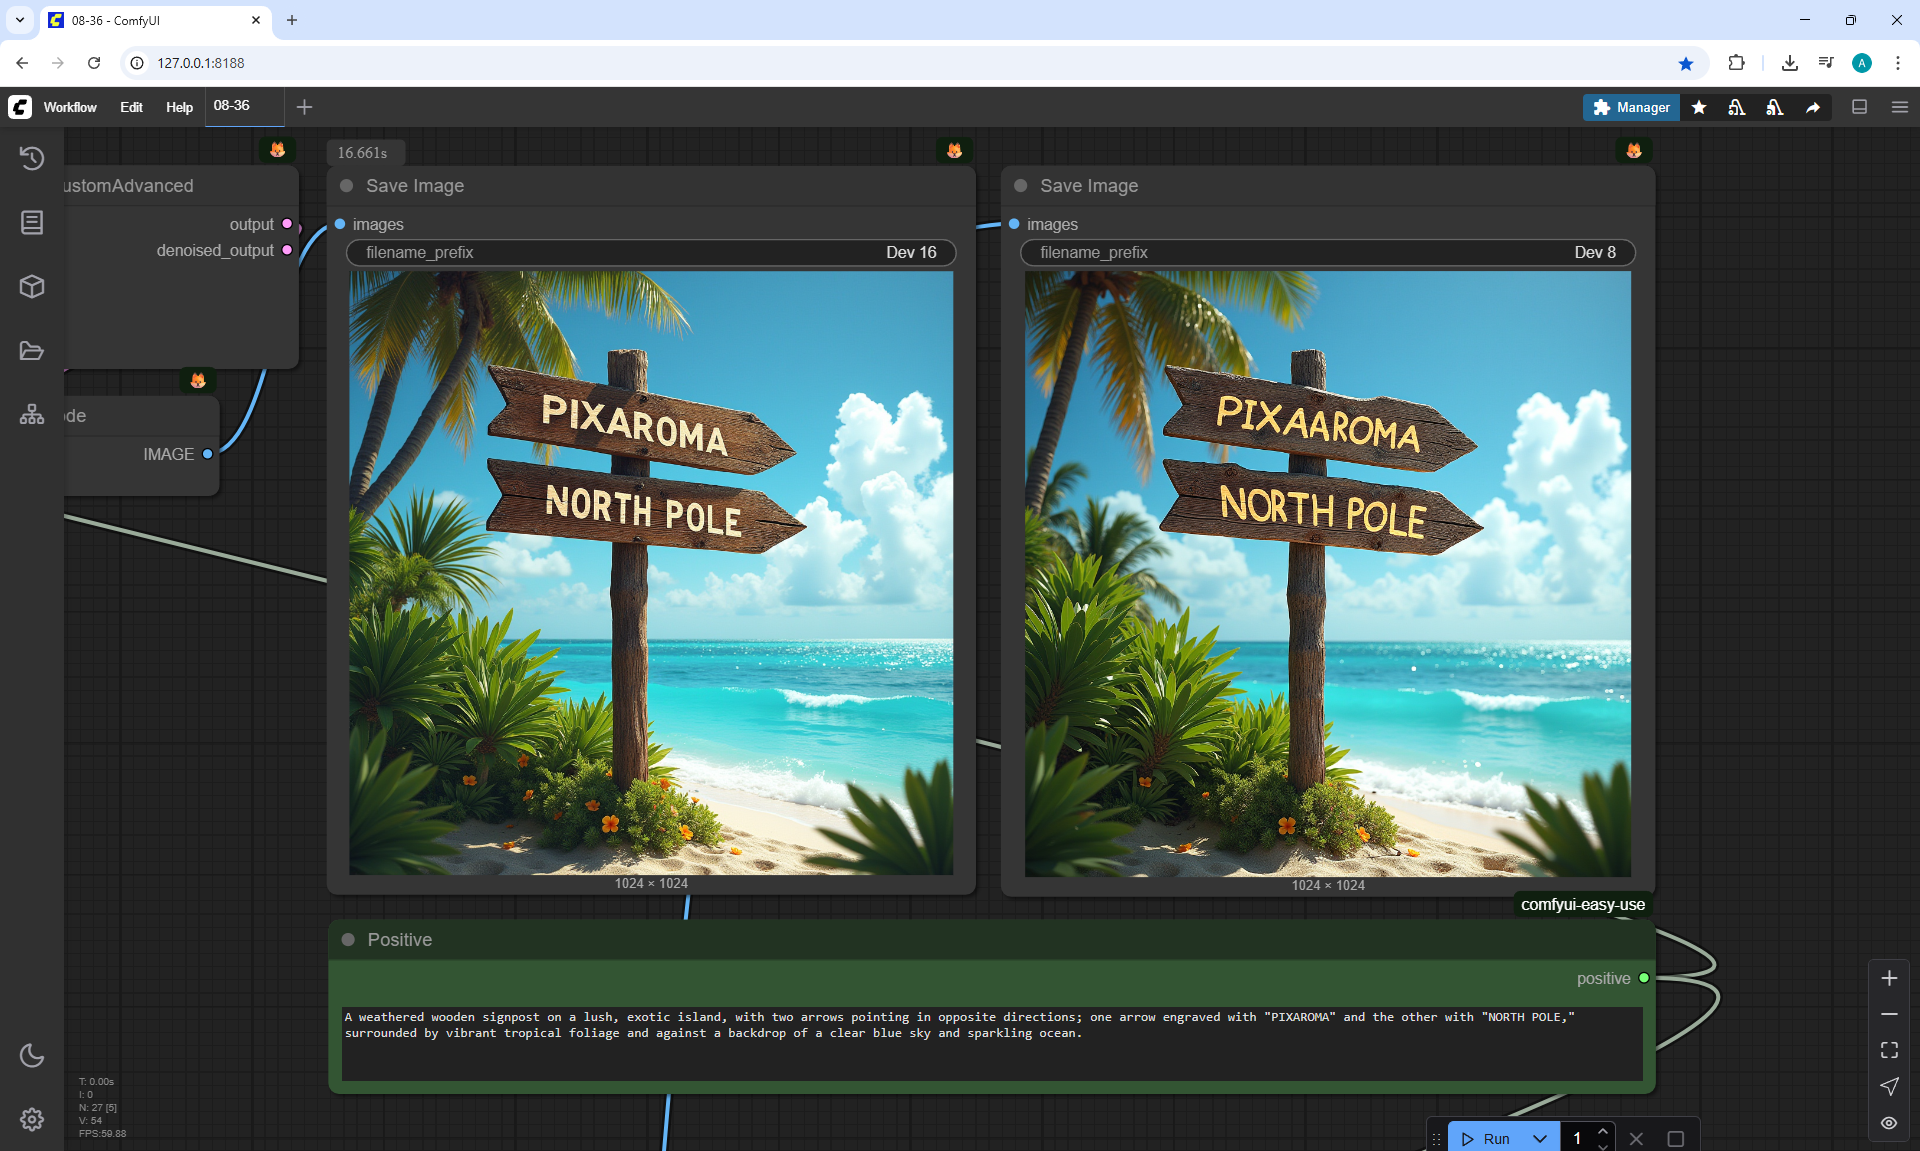 08-36 - ComfyUI
127.0.0.1:8188
Workflow Edit Help 08-36
Manager
16.661s
ustomAdvanced
output
denoised_output
ode
IMAGE
Save Image
images
filename_prefix Dev 16
PIXAROMA
NORTH POLE
1024 × 1024
Save Image
images
filename_prefix Dev 8
PIXAAROMA
NORTH POLE
1024 × 1024
comfyui-easy-use
Positive
positive
A weathered wooden signpost on a lush, exotic island, with two arrows pointing in opposite directions; one arrow engraved with "PIXAROMA" and the other with "NORTH POLE,"
surrounded by vibrant tropical foliage and against a backdrop of a clear blue sky and sparkling ocean.
T: 0.00s
I: 0
N: 27 [5]
V: 54
FPS:59.88
Run 1
A